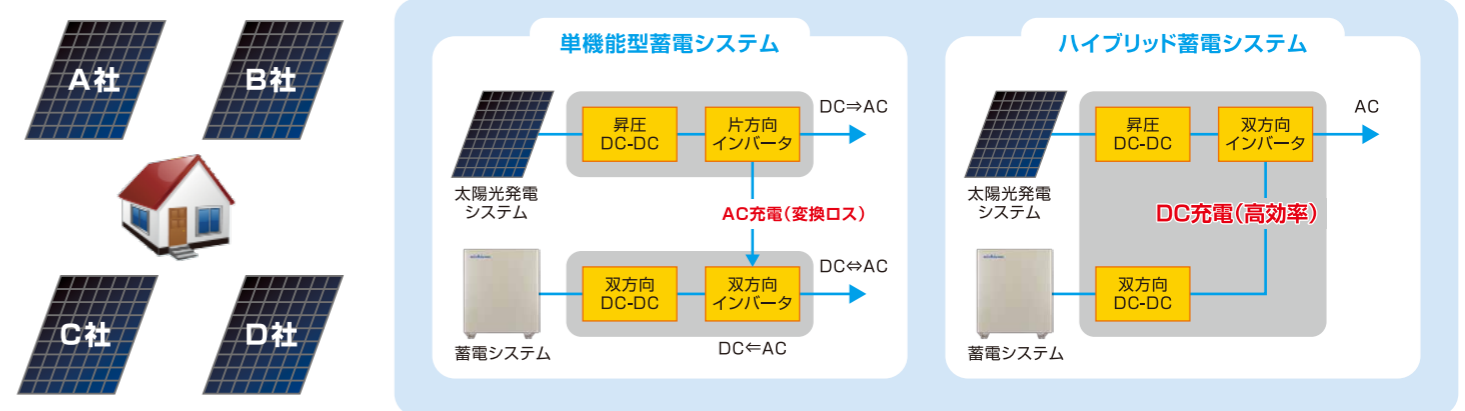 A社
B社
C社
D社
単機能型蓄電システム
昇圧
DC-DC
片方向
インバータ
DC⇒AC
太陽光発電
システム
AC充電(変換ロス)
双方向
DC-DC
双方向
インバータ
DC⇔AC
蓄電システム
DC⇐AC
ハイブリッド蓄電システム
昇圧
DC-DC
双方向
インバータ
AC
太陽光発電
システム
DC充電(高効率)
双方向
DC-DC
蓄電システム